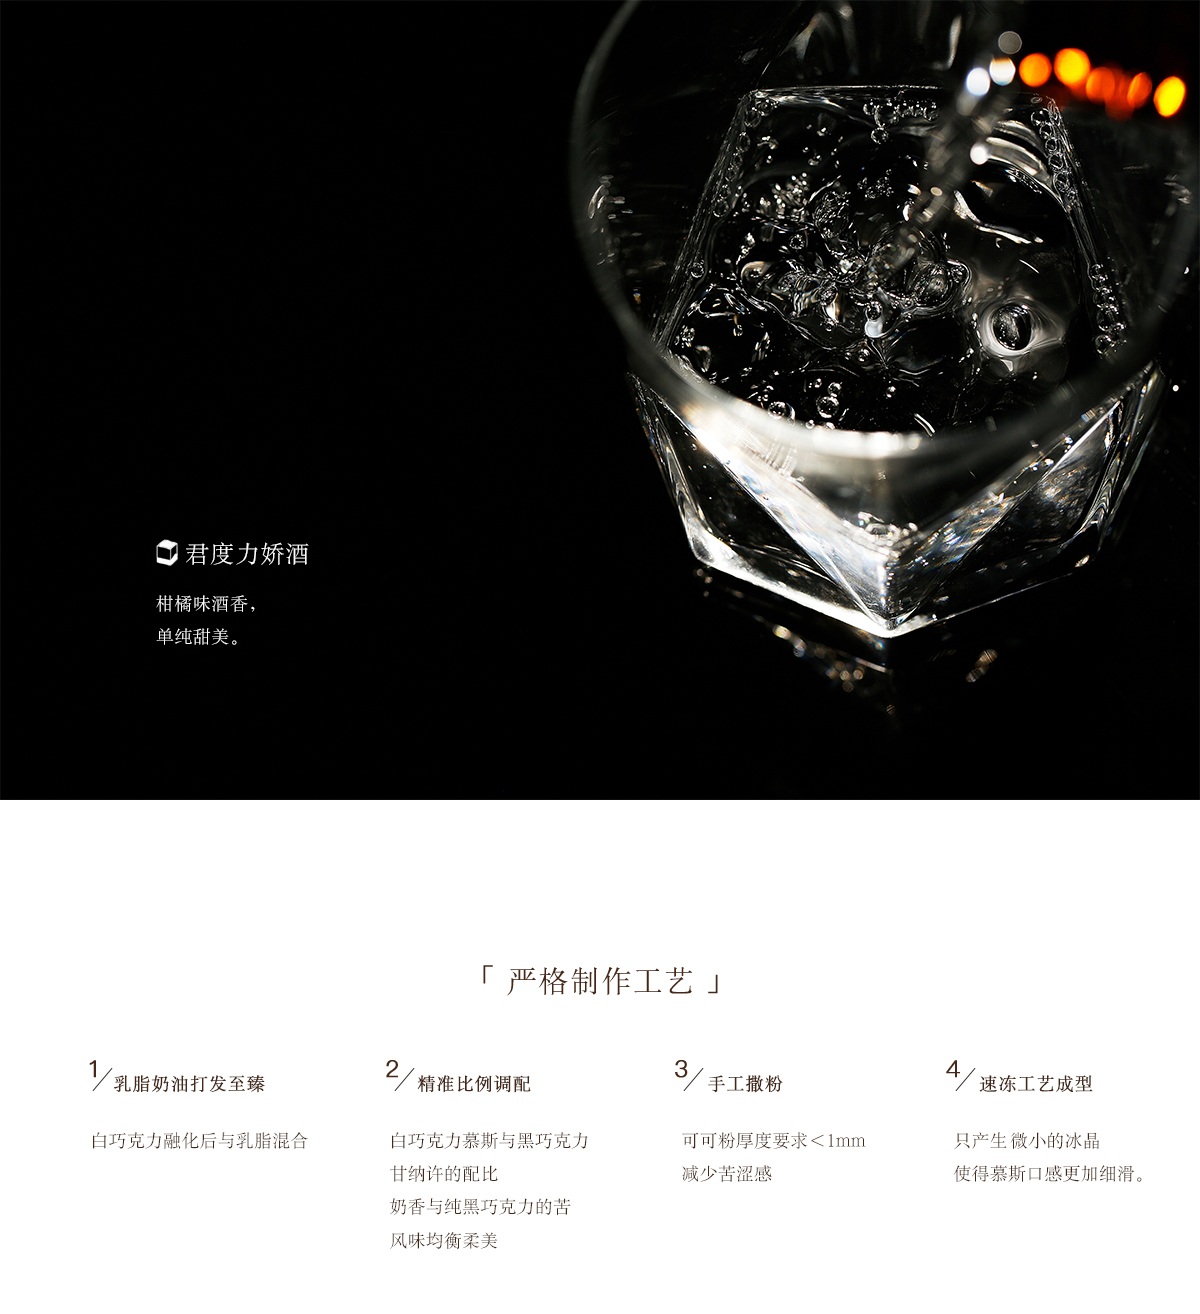 君度力娇酒
柑橘味酒香，
单纯甜美。
「 严格制作工艺 」
1/乳脂奶油打发至臻
白巧克力融化后与乳脂混合
2/精准比例调配
白巧克力慕斯与黑巧克力
甘纳许的配比
奶香与纯黑巧克力的苦
风味均衡柔美
3/手工撒粉
可可粉厚度要求＜1mm
减少苦涩感
4/速冻工艺成型
只产生微小的冰晶
使得慕斯口感更加细滑。